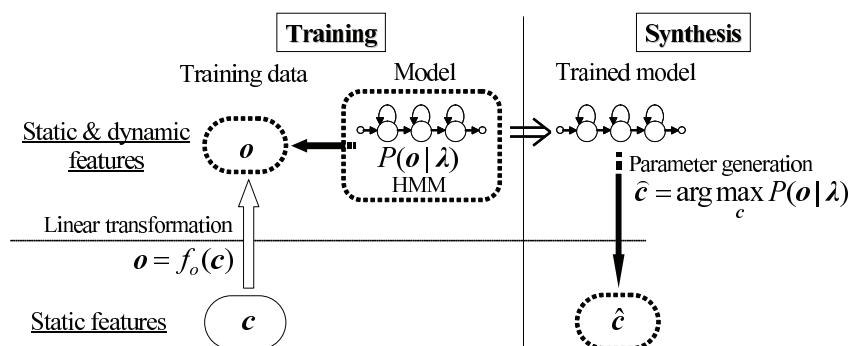 Training
Synthesis
Training data
Model
Trained model
Static & dynamic
features
o
P(o | λ)
HMM
Parameter generation
ĉ = arg max P(o | λ)
c
Linear transformation
o = fₒ(c)
Static features
c
ĉ